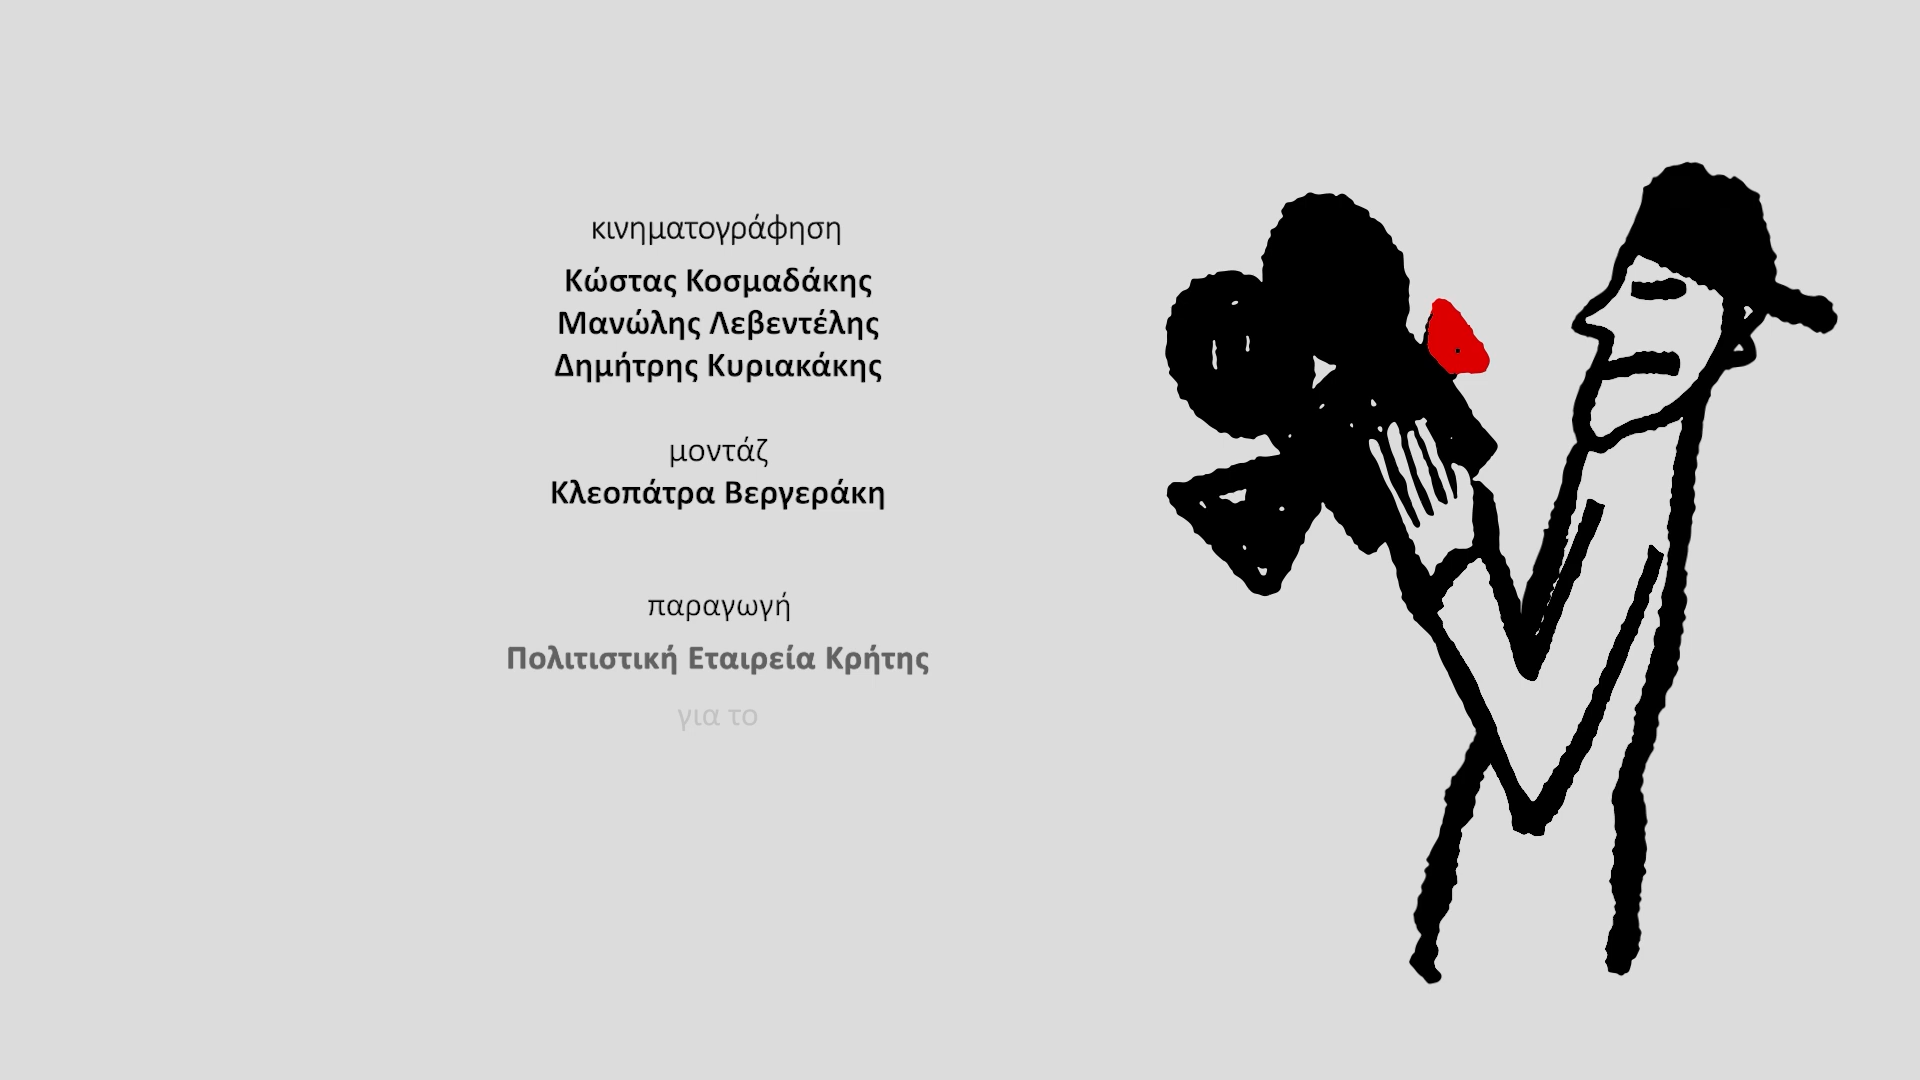 κινηματογράφηση
Κώστας Κοσμαδάκης
Μανώλης Λεβεντέλης
Δημήτρης Κυριακάκης
μοντάζ
Κλεοπάτρα Βεργεράκη
παραγωγή
Πολιτιστική Εταιρεία Κρήτης
για το